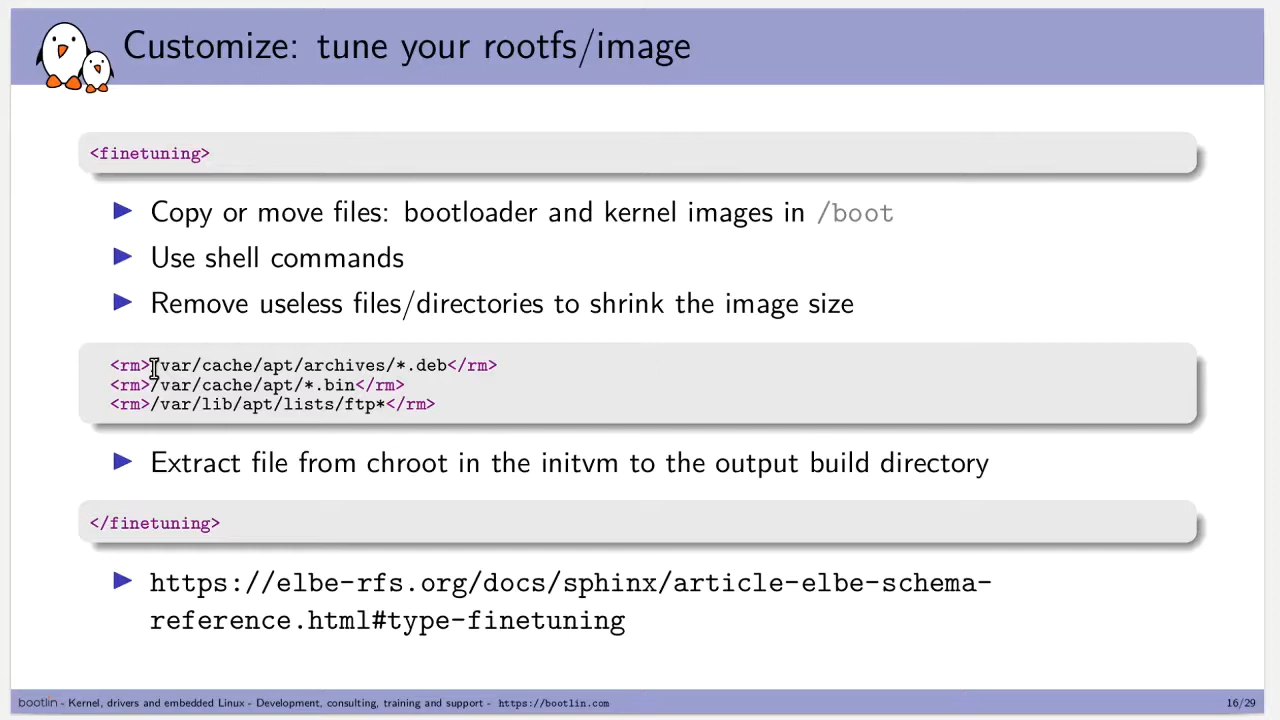 Customize: tune your rootfs/image
<finetuning>
▶ Copy or move files: bootloader and kernel images in /boot
▶ Use shell commands
▶ Remove useless files/directories to shrink the image size
<rm>/var/cache/apt/archives/*.deb</rm>
<rm>/var/cache/apt/*.bin</rm>
<rm>/var/lib/apt/lists/ftp*</rm>
▶ Extract file from chroot in the initvm to the output build directory
</finetuning>
▶ https://elbe-rfs.org/docs/sphinx/article-elbe-schema-
reference.html#type-finetuning
bootlin - Kernel, drivers and embedded Linux - Development, consulting, training and support - https://bootlin.com 16/29